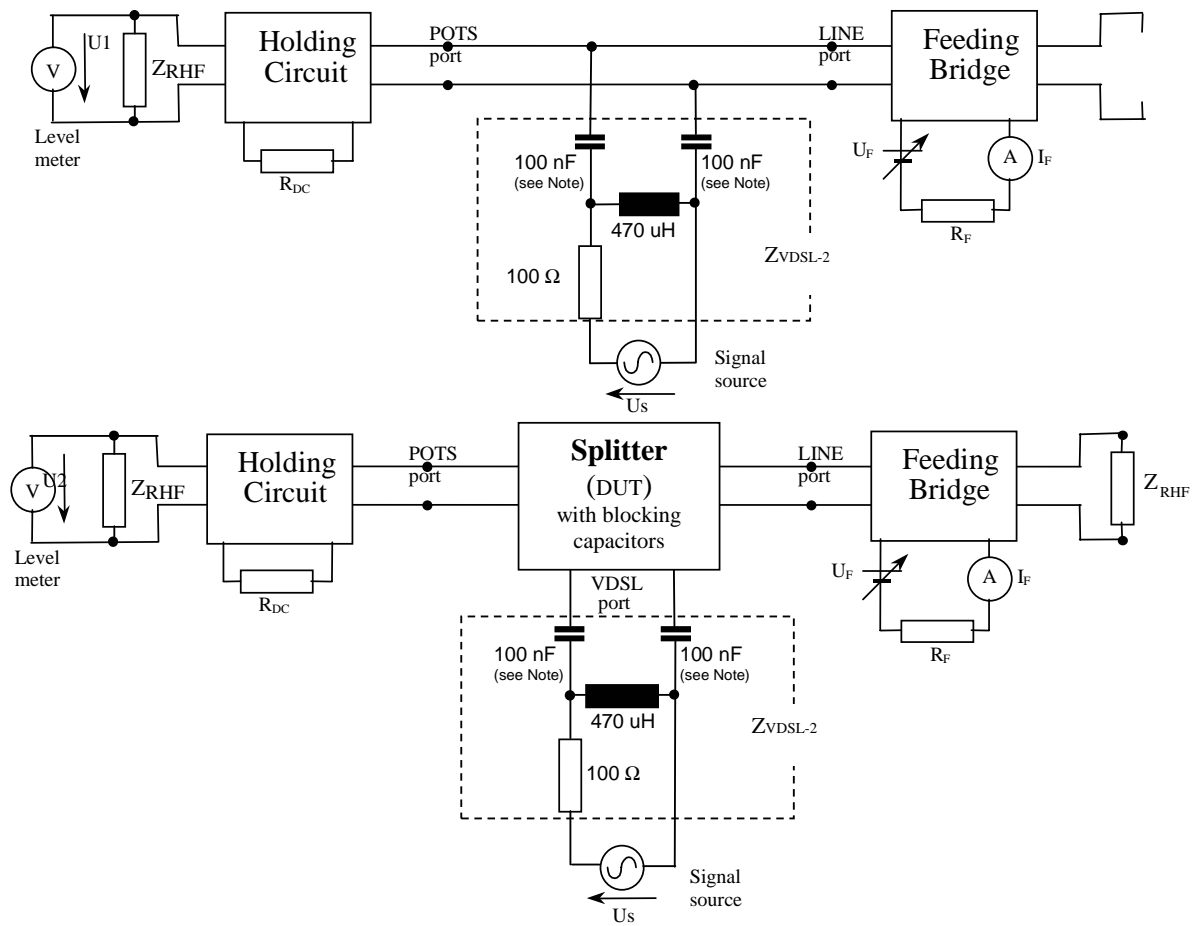 U1
V
ZRHF
Level
meter
Holding
Circuit
RDC
POTS
port
LINE
port
Feeding
Bridge
UF
A
IF
RF
100 nF
(see Note)
100 nF
(see Note)
470 uH
ZVDSL-2
100 Ω
Signal
source
Us
V
U2
ZRHF
Level
meter
Holding
Circuit
RDC
POTS
port
Splitter
(DUT)
with blocking
capacitors
LINE
port
Feeding
Bridge
ZRHF
UF
A
IF
RF
VDSL
port
100 nF
(see Note)
100 nF
(see Note)
470 uH
ZVDSL-2
100 Ω
Signal
source
Us